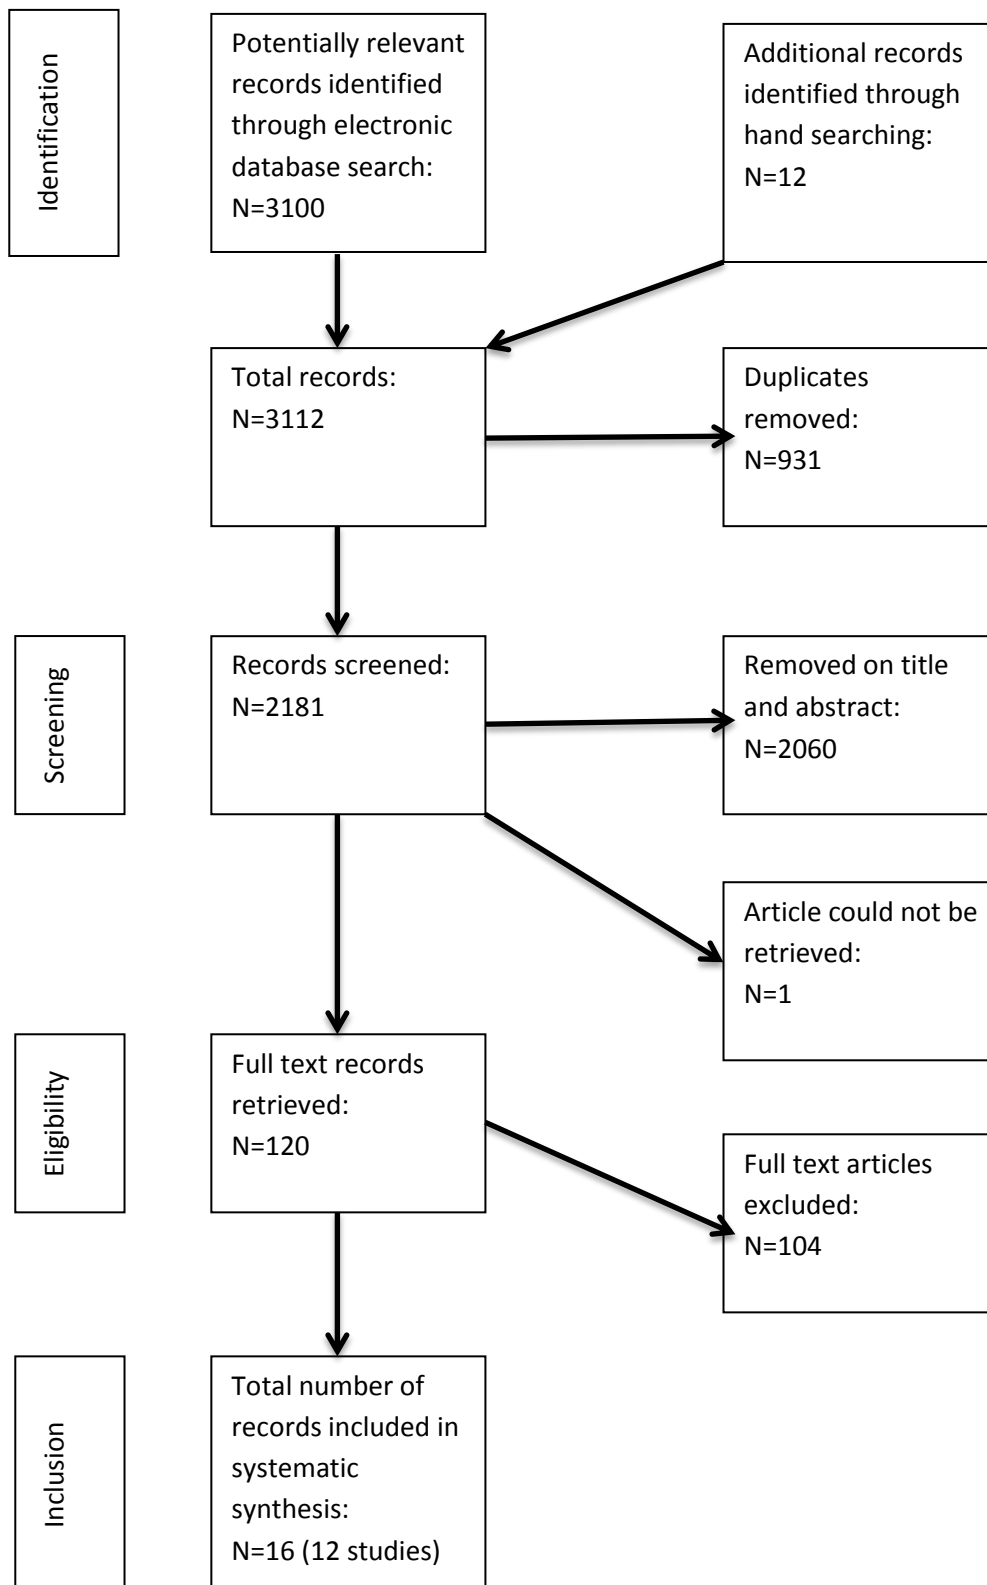 Identification
Potentially relevant
records identified
through electronic
database search:
N=3100
Additional records
identified through
hand searching:
N=12
Total records:
N=3112
Duplicates
removed:
N=931
Screening
Records screened:
N=2181
Removed on title
and abstract:
N=2060
Article could not be
retrieved:
N=1
Eligibility
Full text records
retrieved:
N=120
Full text articles
excluded:
N=104
Inclusion
Total number of
records included in
systematic
synthesis:
N=16 (12 studies)